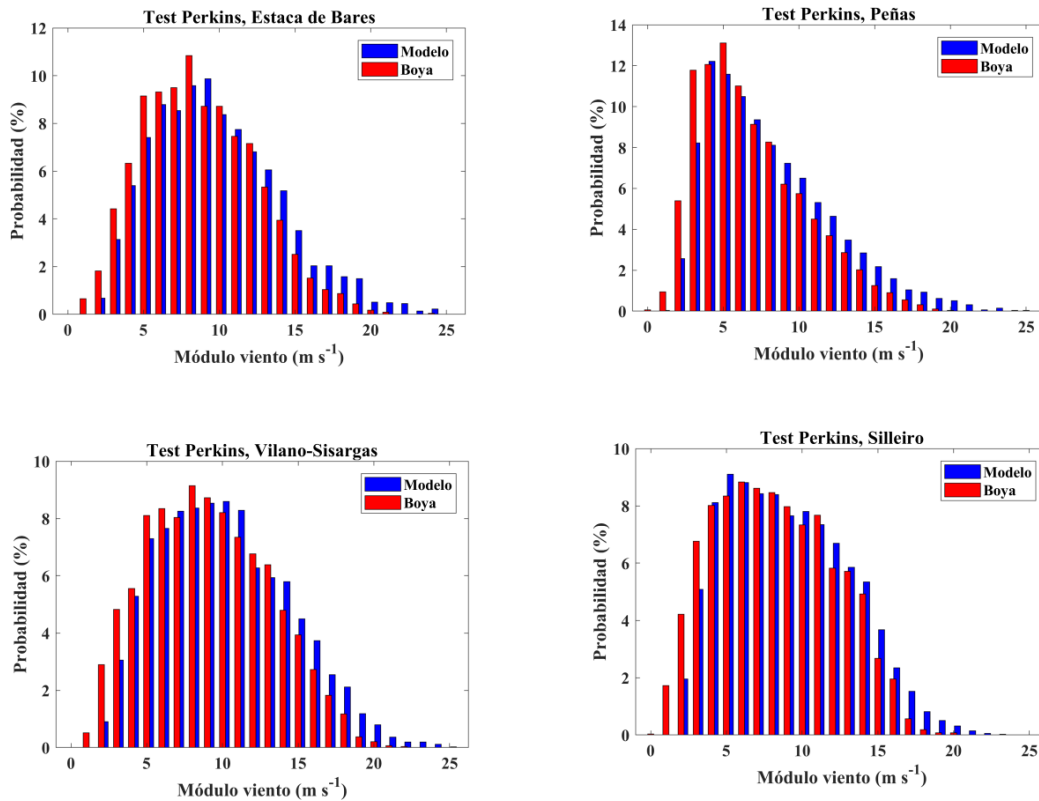 Test Perkins, Estaca de Bares
12
10
8
6
4
2
0
Probabilidad (%)
Modelo
Boya
0 5 10 15 20 25
Módulo viento (m s-1)
Test Perkins, Peñas
14
12
10
8
6
4
2
0
Probabilidad (%)
Modelo
Boya
0 5 10 15 20 25
Módulo viento (m s-1)
Test Perkins, Vilano-Sisargas
10
8
6
4
2
0
Probabilidad (%)
Modelo
Boya
0 5 10 15 20 25
Módulo viento (m s-1)
Test Perkins, Silleiro
10
8
6
4
2
0
Probabilidad (%)
Modelo
Boya
0 5 10 15 20 25
Módulo viento (m s-1)